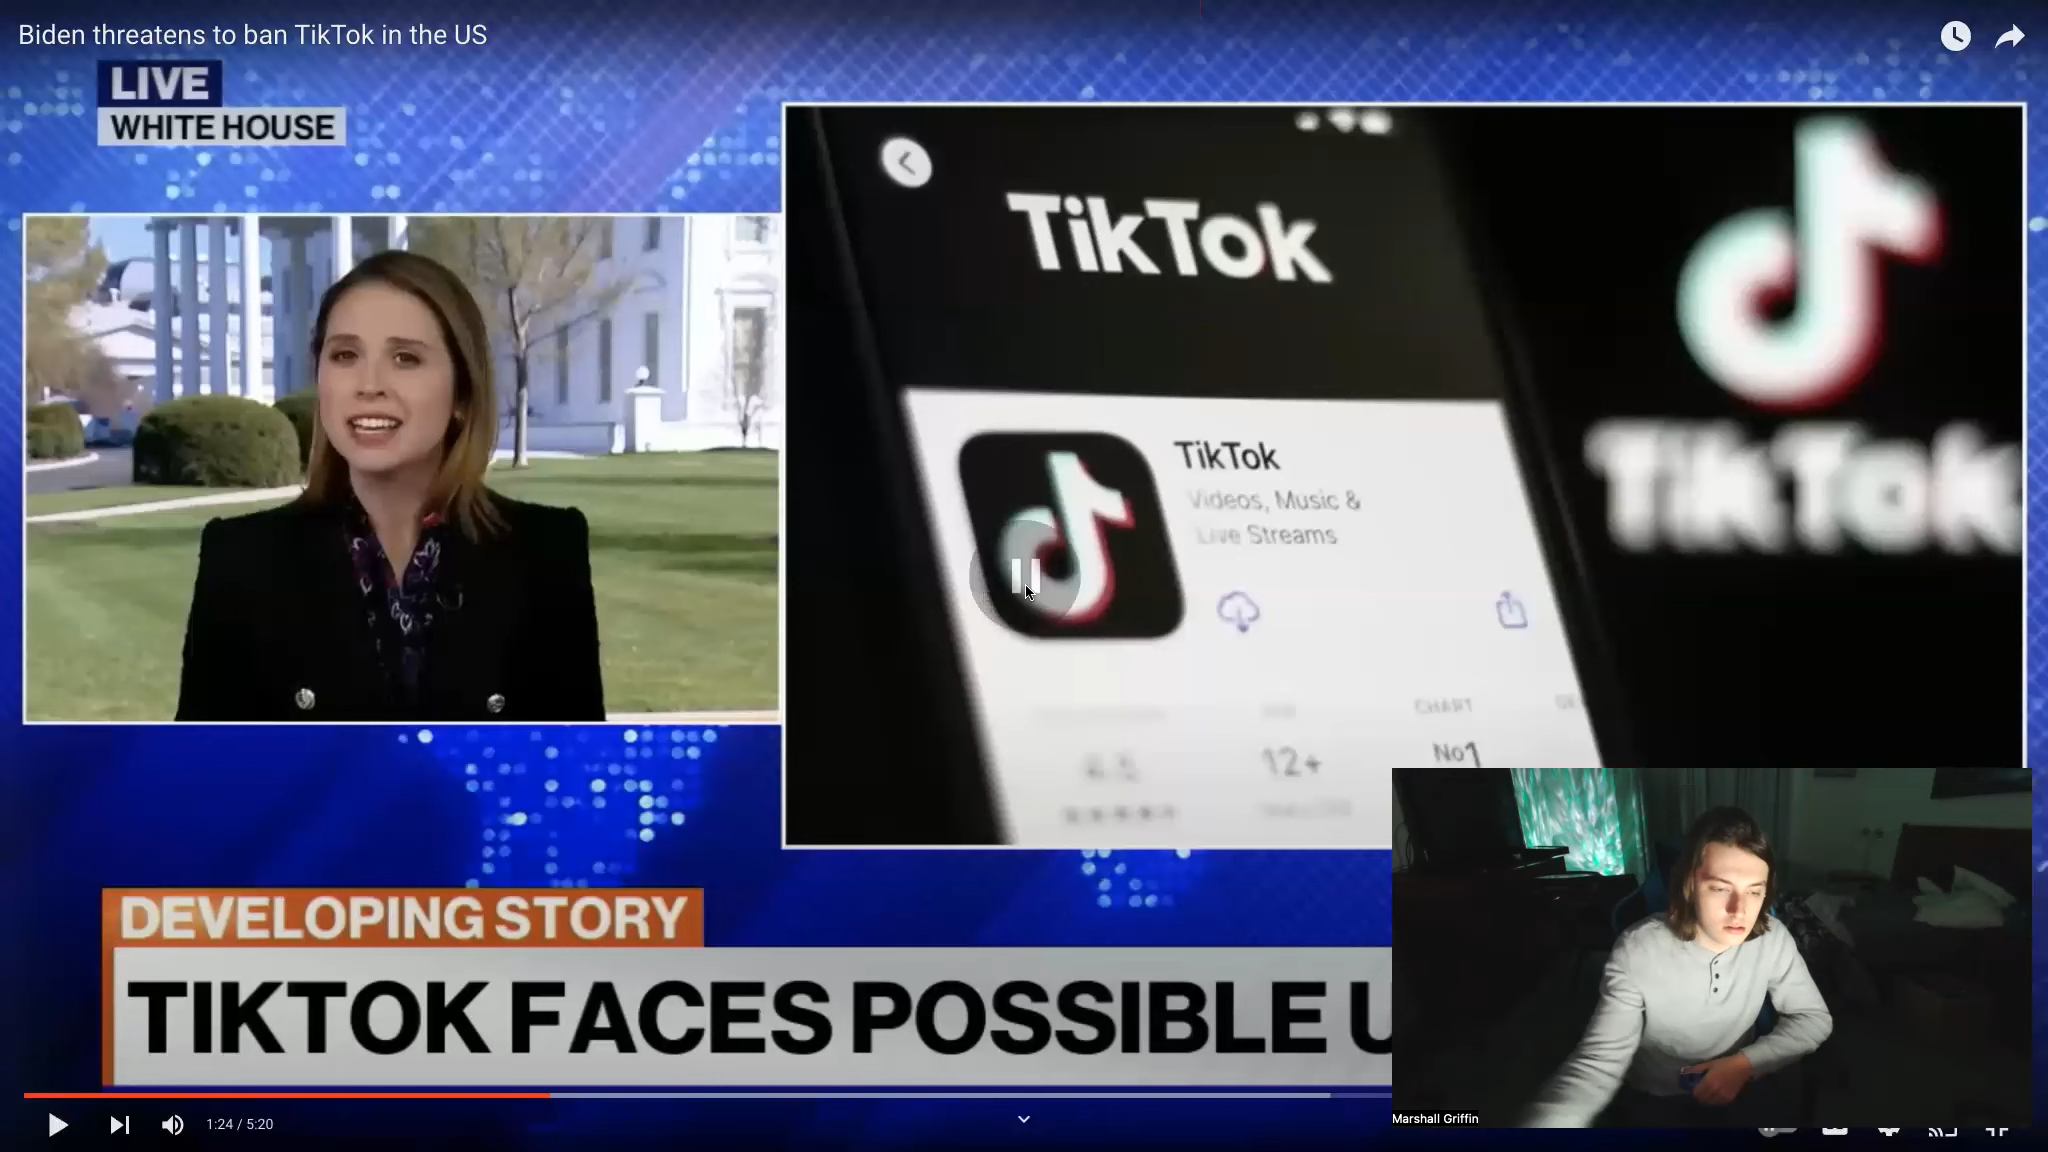 Biden threatens to ban TikTok in the US
LIVE
WHITE HOUSE
TikTok
TikTok
TikTok
Videos, Music &
Live Streams
CHART
12+
No1
DEVELOPING STORY
TIKTOK FACES POSSIBLE U
1:24 / 5:20
Marshall Griffin